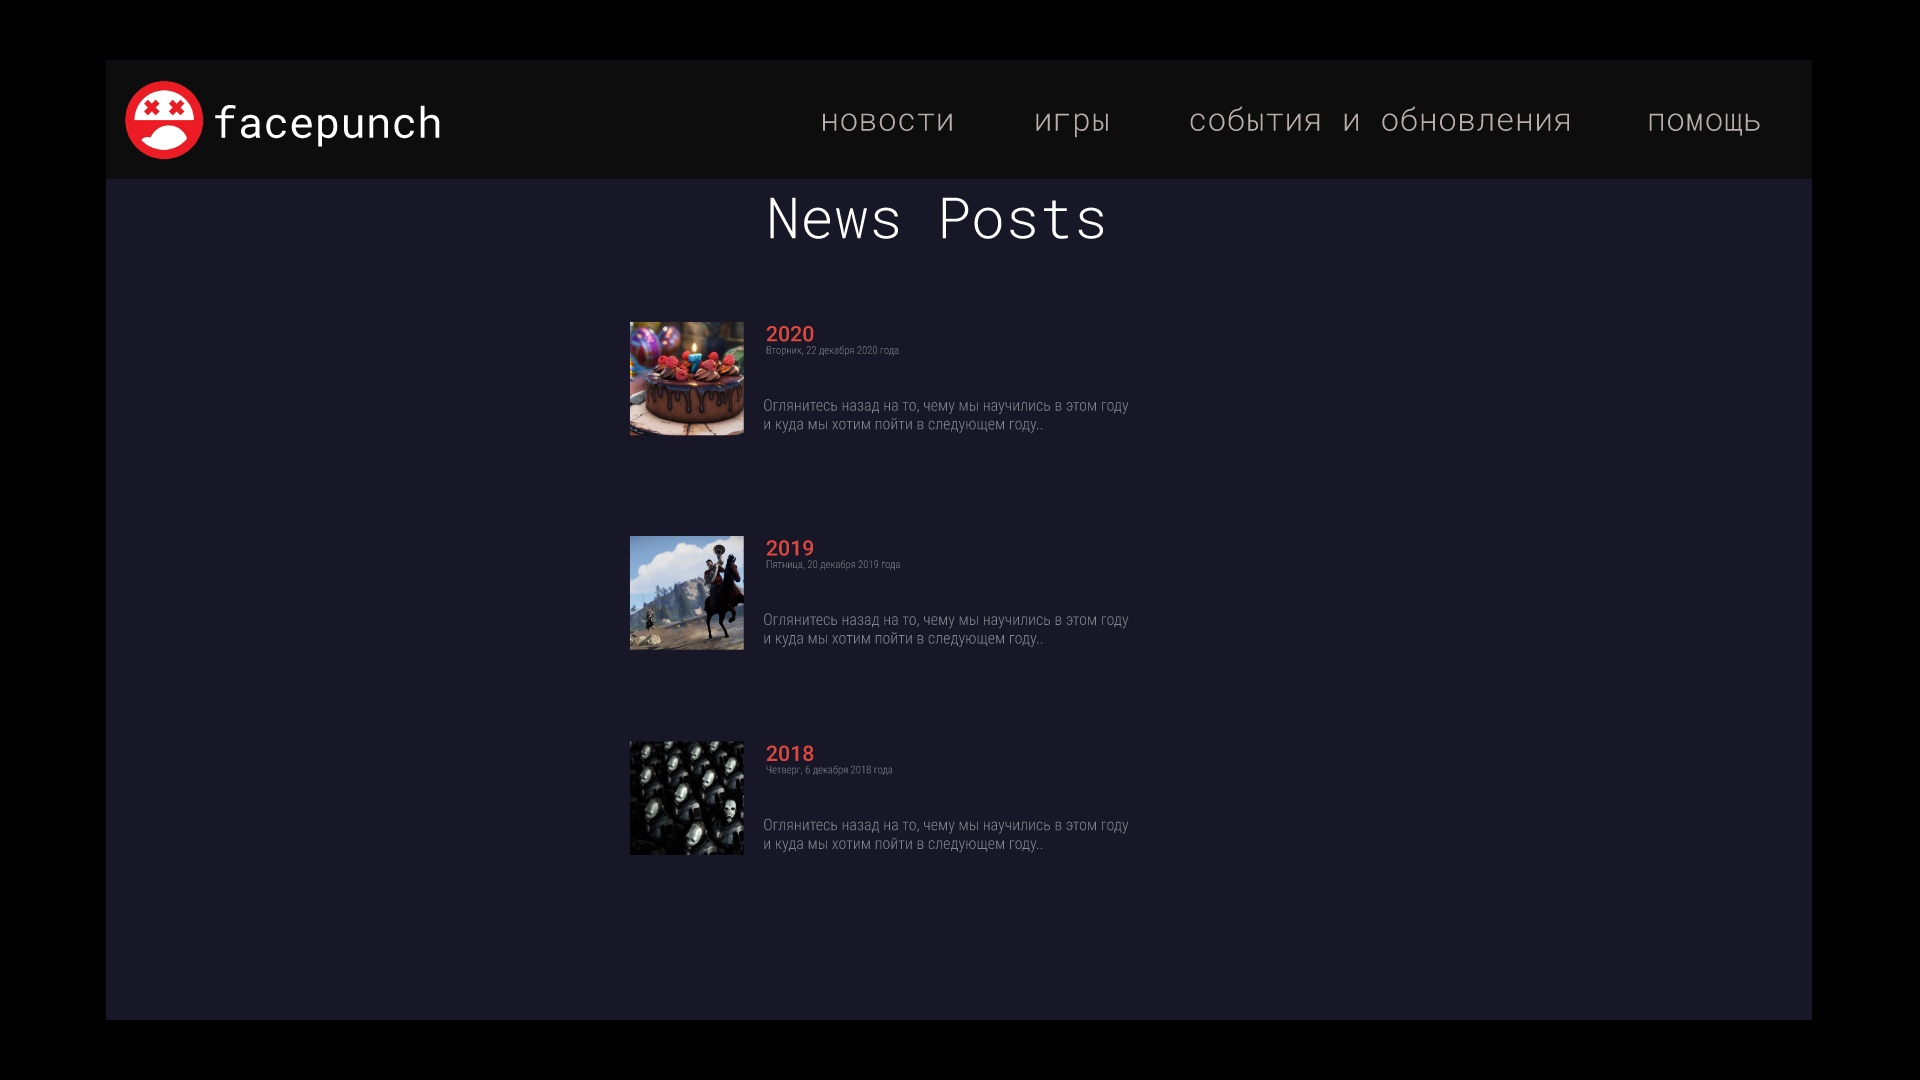 facepunch
новости игры события и обновления помощь
News Posts
2020
Вторник, 22 декабря 2020 года
Оглянитесь назад на то, чему мы научились в этом году
и куда мы хотим пойти в следующем году..
2019
Пятница, 20 декабря 2019 года
Оглянитесь назад на то, чему мы научились в этом году
и куда мы хотим пойти в следующем году..
2018
Четверг, 6 декабря 2018 года
Оглянитесь назад на то, чему мы научились в этом году
и куда мы хотим пойти в следующем году..